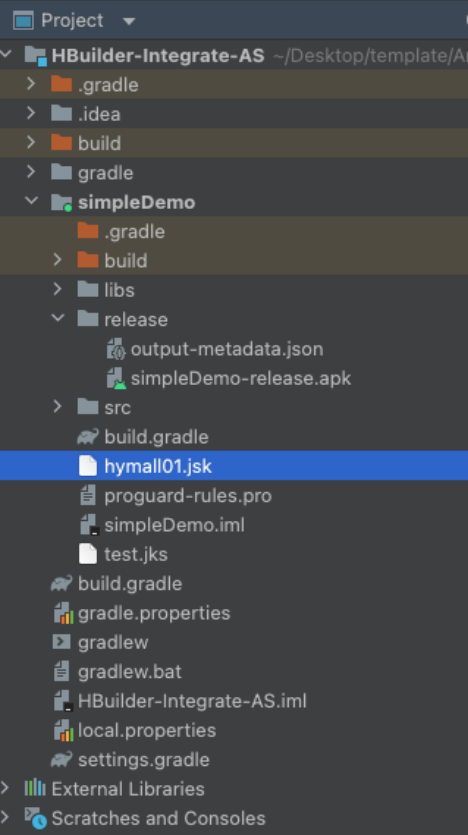 Project
HBuilder-Integrate-AS ~/Desktop/template/
.gradle
.idea
build
gradle
simpleDemo
.gradle
build
libs
release
output-metadata.json
simpleDemo-release.apk
src
build.gradle
hymall01.jsk
proguard-rules.pro
simpleDemo.iml
test.jks
build.gradle
gradle.properties
gradlew
gradlew.bat
HBuilder-Integrate-AS.iml
local.properties
settings.gradle
External Libraries
Scratches and Consoles